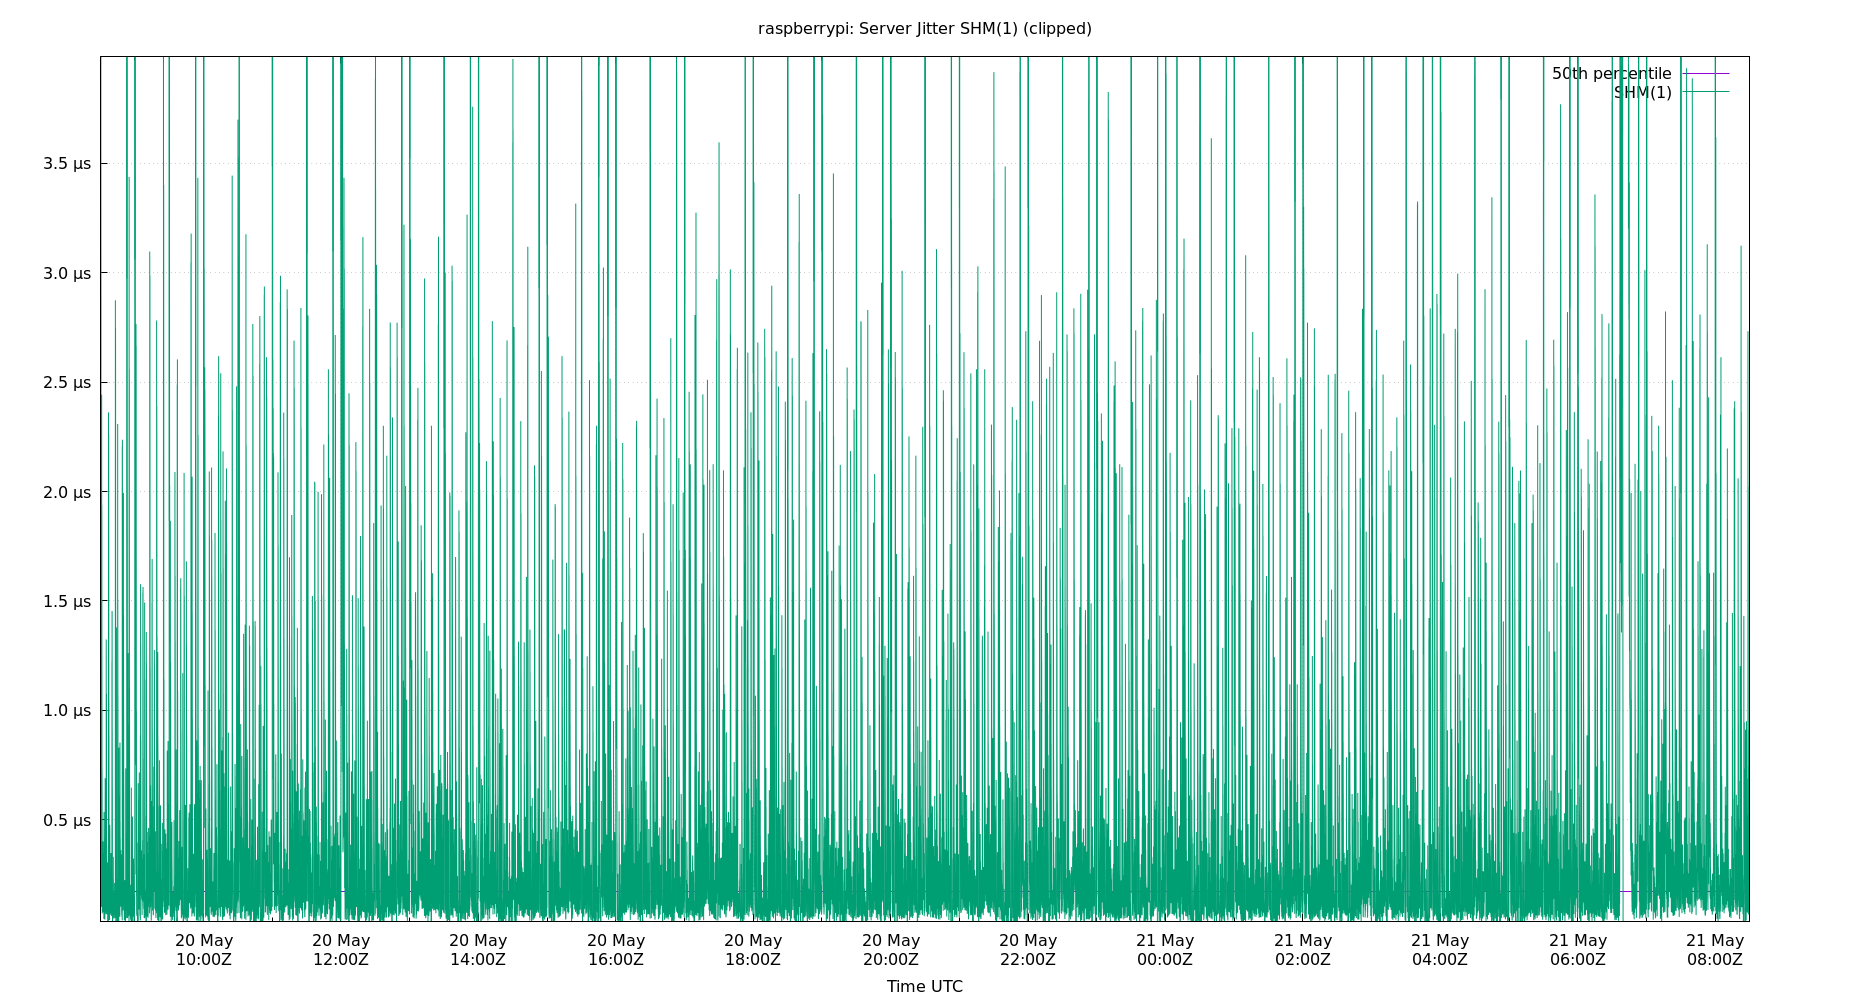 raspberrypi: Server Jitter SHM(1) (clipped)
50th percentile
SHM(1)
3.5 µs
3.0 µs
2.5 µs
2.0 µs
1.5 µs
1.0 µs
0.5 µs
20 May 20 May 20 May 20 May 20 May 20 May 20 May 21 May 21 May 21 May 21 May 21 May
10:00Z 12:00Z 14:00Z 16:00Z 18:00Z 20:00Z 22:00Z 00:00Z 02:00Z 04:00Z 06:00Z 08:00Z
Time UTC